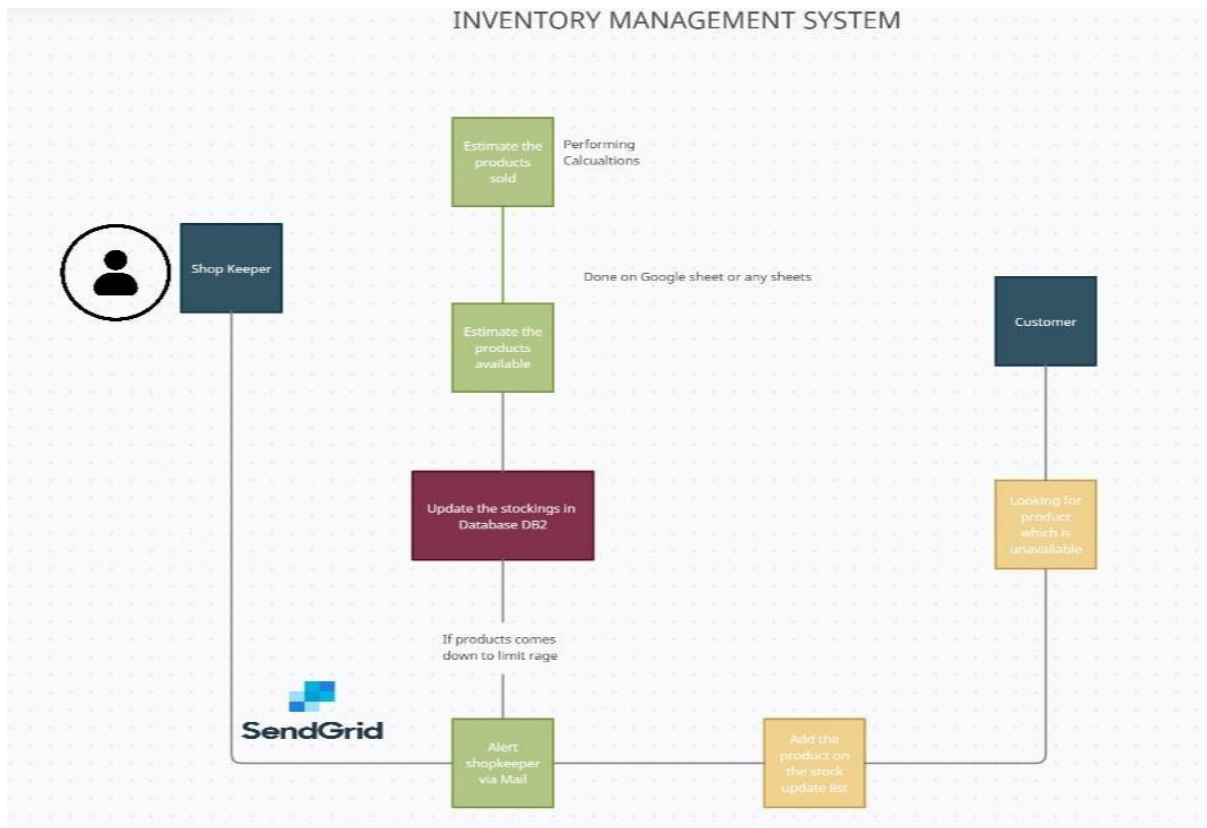 INVENTORY MANAGEMENT SYSTEM
Estimate the
products
sold
Performing
Calcualtions
Shop Keeper
Done on Google sheet or any sheets
Customer
Estimate the
products
available
Update the stockings in
Database DB2
Looking for
product
which is
unavailable
If products comes
down to limit rage
SendGrid
Alert
shopkeeper
via Mail
Add the
product on
the stock
update list